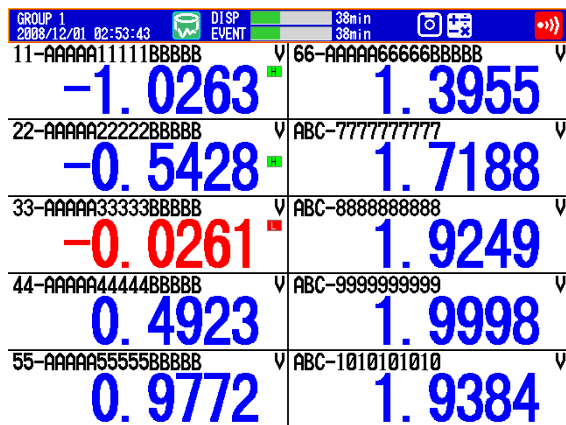 GROUP 1
2008/12/01 02:53:43
DISP 38min
EVENT 38min
11-AAAAA11111BBBBB V
-1.0263 H
22-AAAAA22222BBBBB V
-0.5428 H
33-AAAAA33333BBBBB V
-0.0261 L
44-AAAAA44444BBBBB V
0.4923
55-AAAAA55555BBBBB V
0.9772
66-AAAAA66666BBBBB V
1.3955
ABC-7777777777 V
1.7188
ABC-8888888888 V
1.9249
ABC-9999999999 V
1.9998
ABC-1010101010 V
1.9384